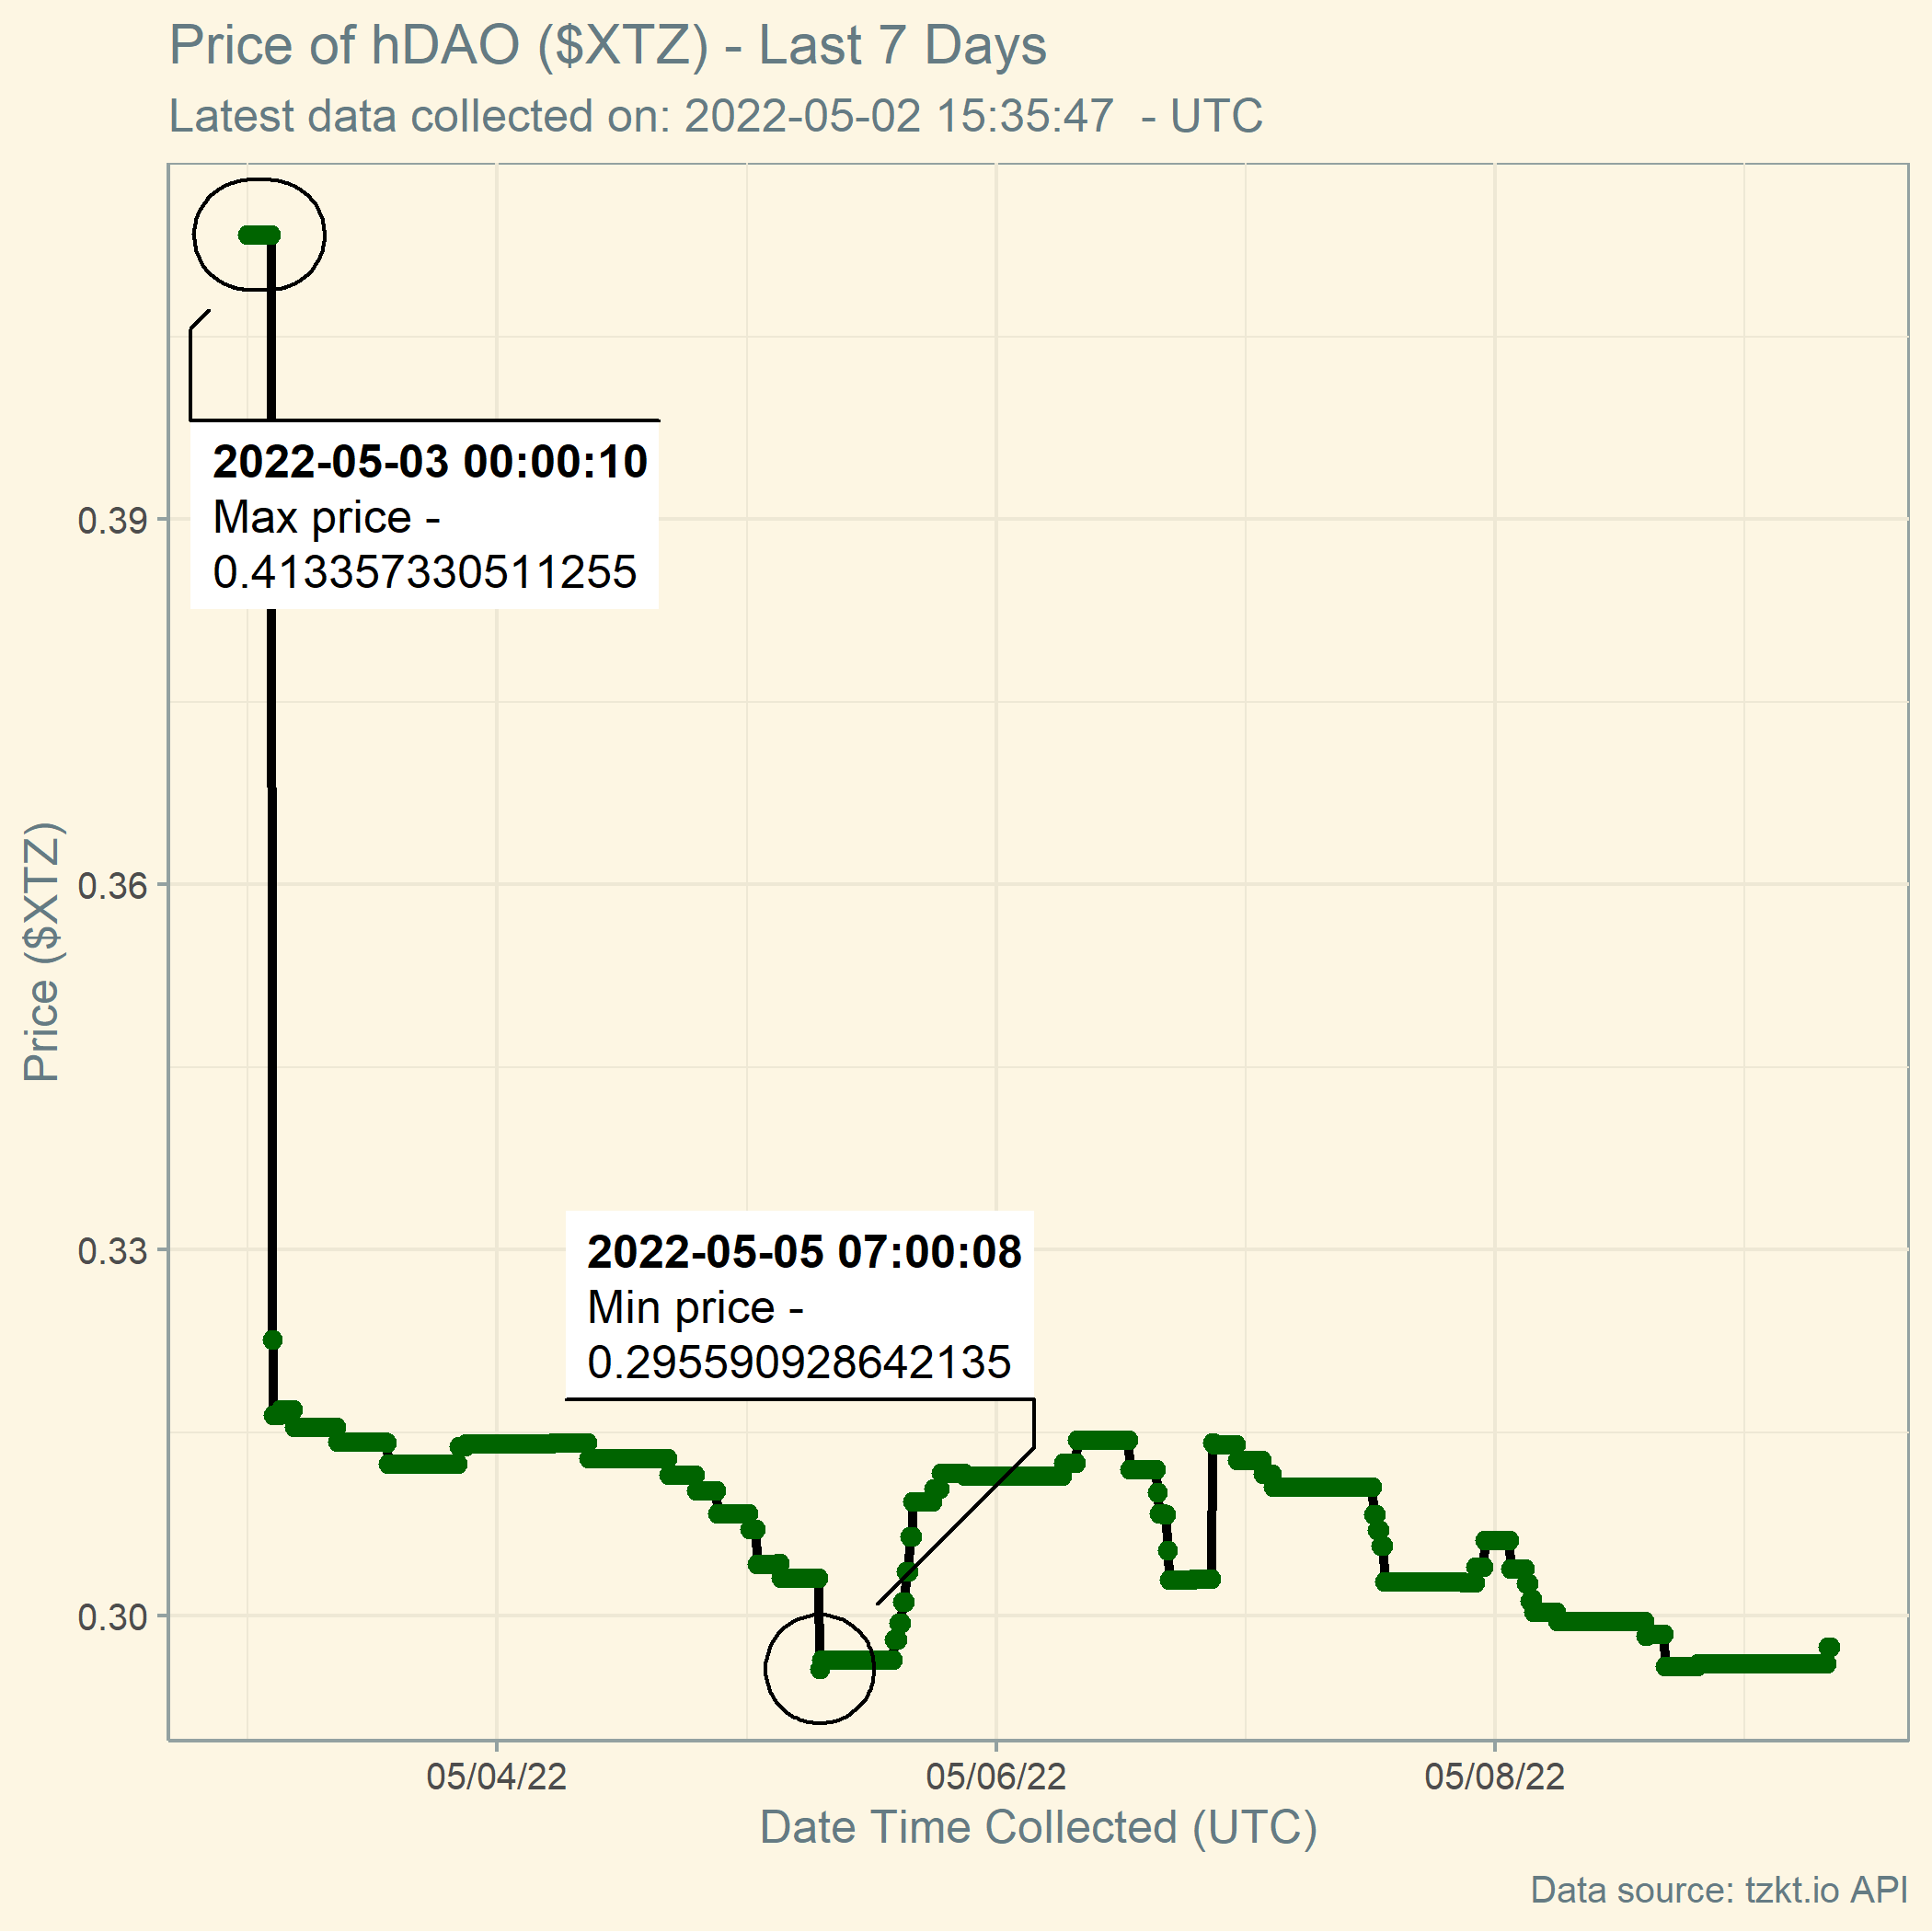 Price of hDAO ($XTZ) - Last 7 Days
Latest data collected on: 2022-05-02 15:35:47  - UTC
2022-05-03 00:00:10
Max price -
0.413357330511255
0.39
0.36
Price ($XTZ)
0.33
2022-05-05 07:00:08
Min price -
0.295590928642135
0.30
05/04/22
05/06/22
05/08/22
Date Time Collected (UTC)
Data source: tzkt.io API